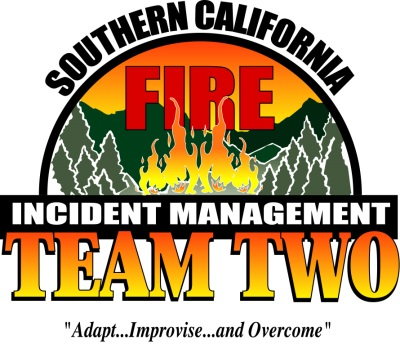 SOUTHERN CALIFORNIA
FIRE
INCIDENT MANAGEMENT
TEAM TWO
"Adapt...Improvise...and Overcome"